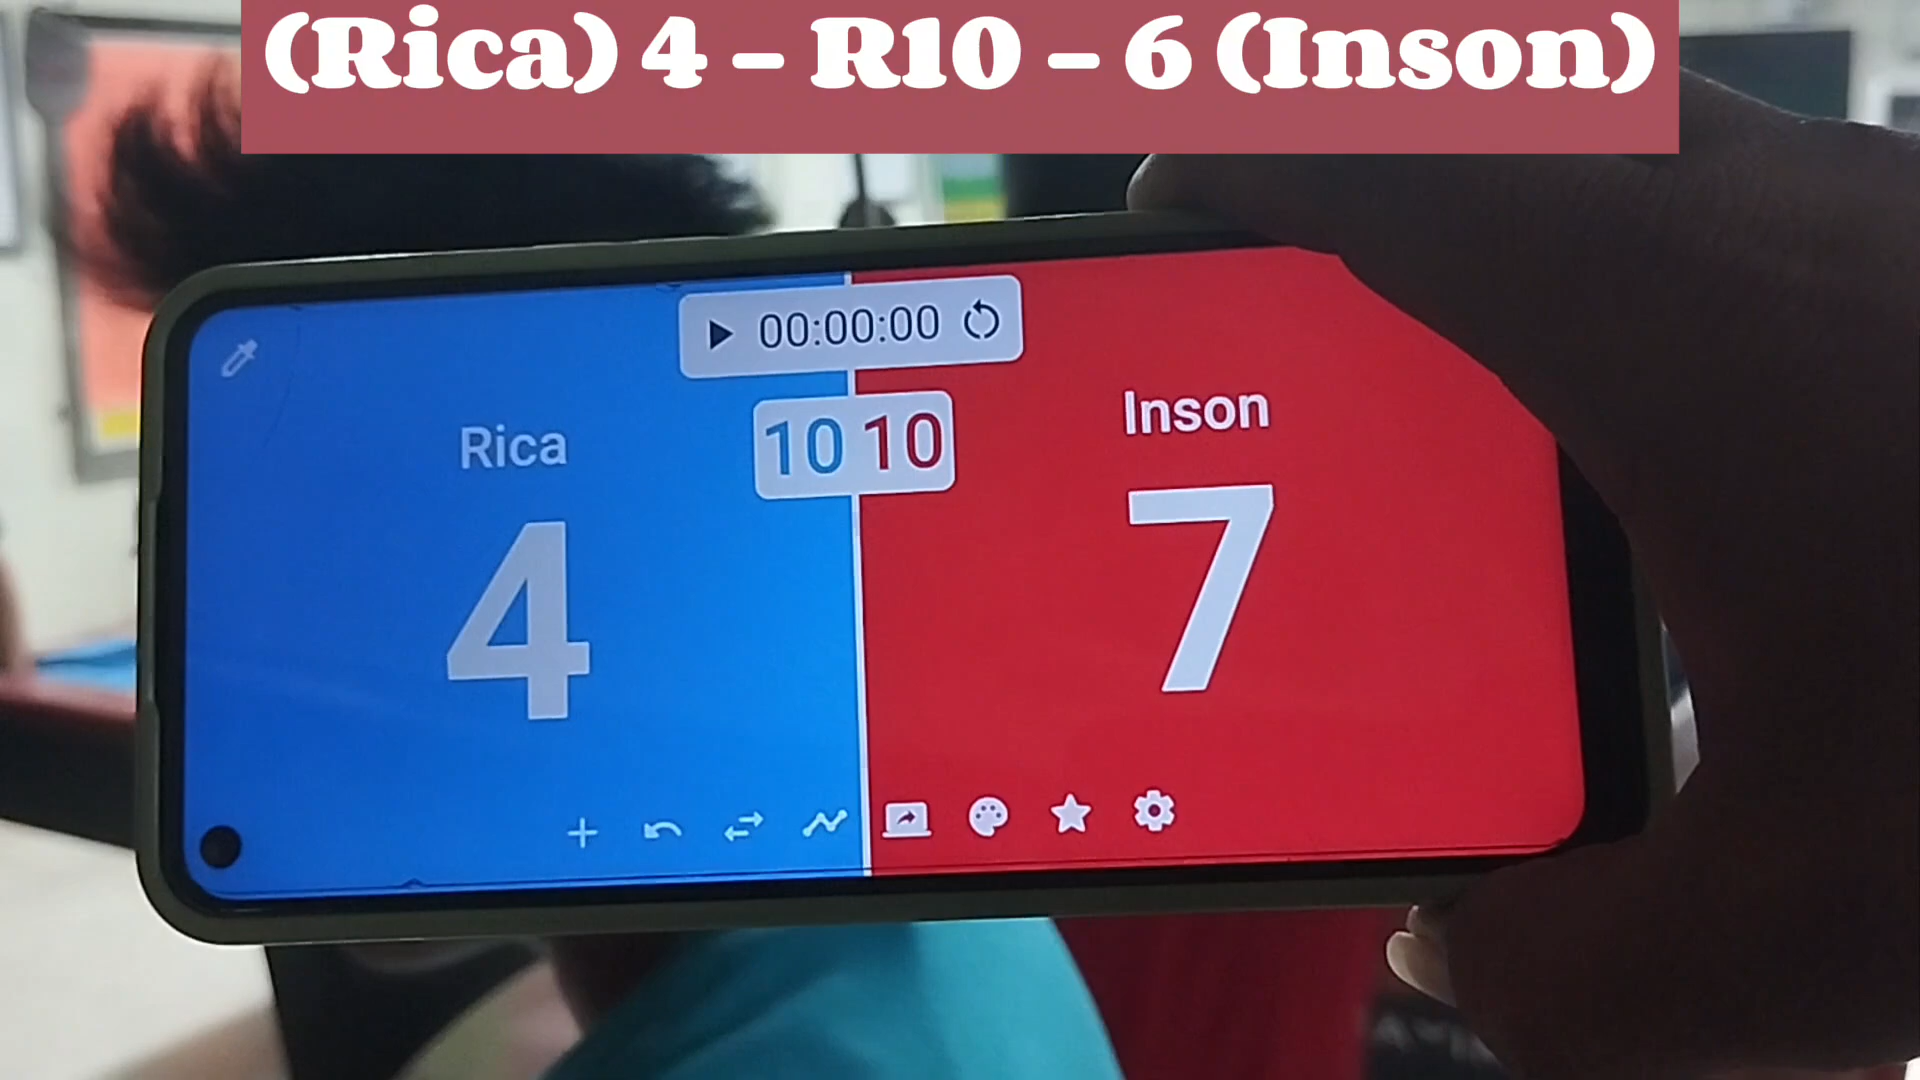 (Rica) 4 – R10 – 6 (Inson)
00:00:00
10 10
Rica
Inson
4
7